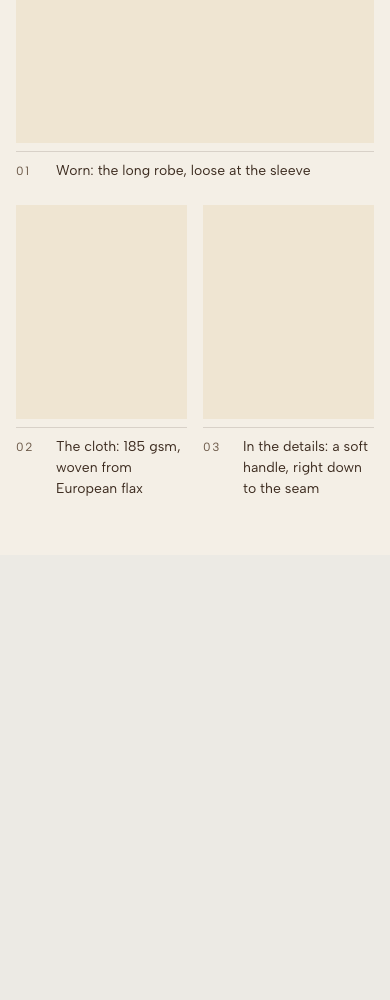 01 Worn: the long robe, loose at the sleeve
02 The cloth: 185 gsm,
woven from
European flax
03 In the details: a soft
handle, right down
to the seam